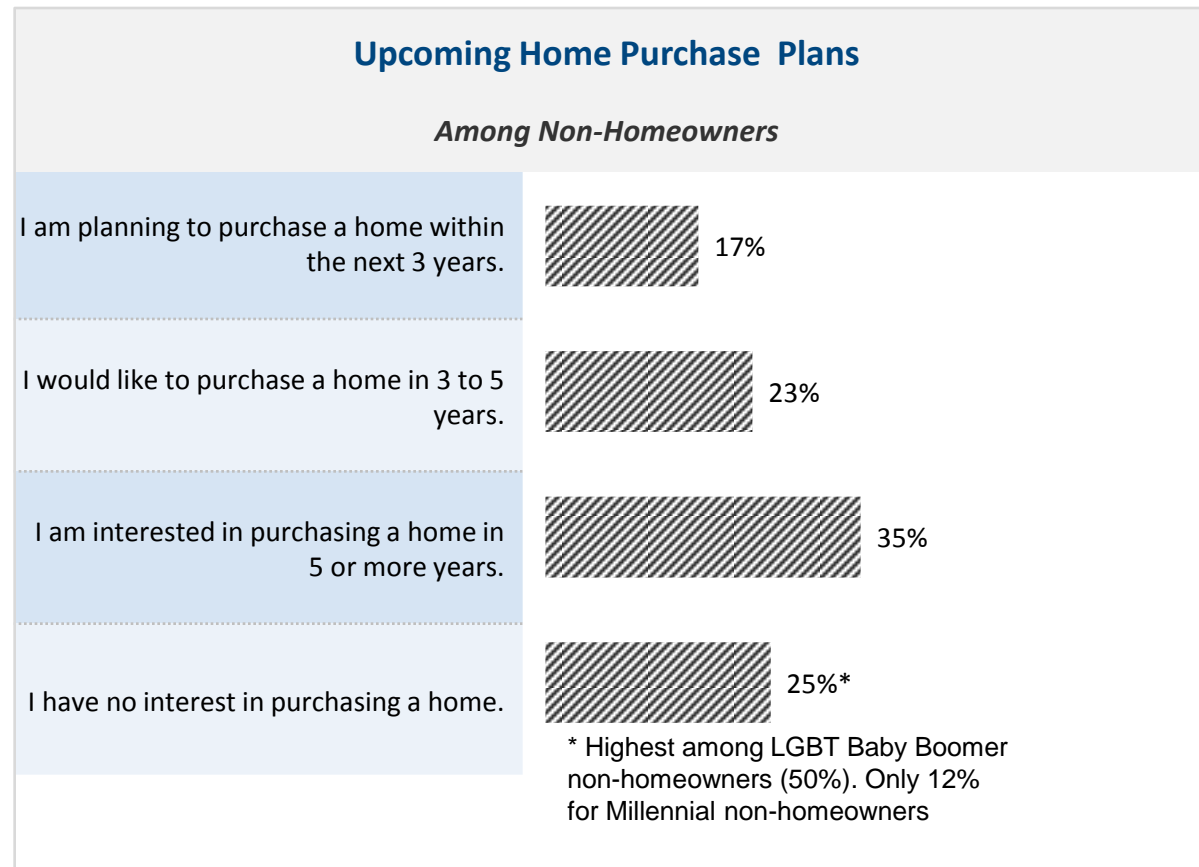 Upcoming Home Purchase Plans
Among Non-Homeowners
I am planning to purchase a home within
the next 3 years.
17%
I would like to purchase a home in 3 to 5
years.
23%
I am interested in purchasing a home in
5 or more years.
35%
I have no interest in purchasing a home.
25%*
* Highest among LGBT Baby Boomer
non-homeowners (50%). Only 12%
for Millennial non-homeowners